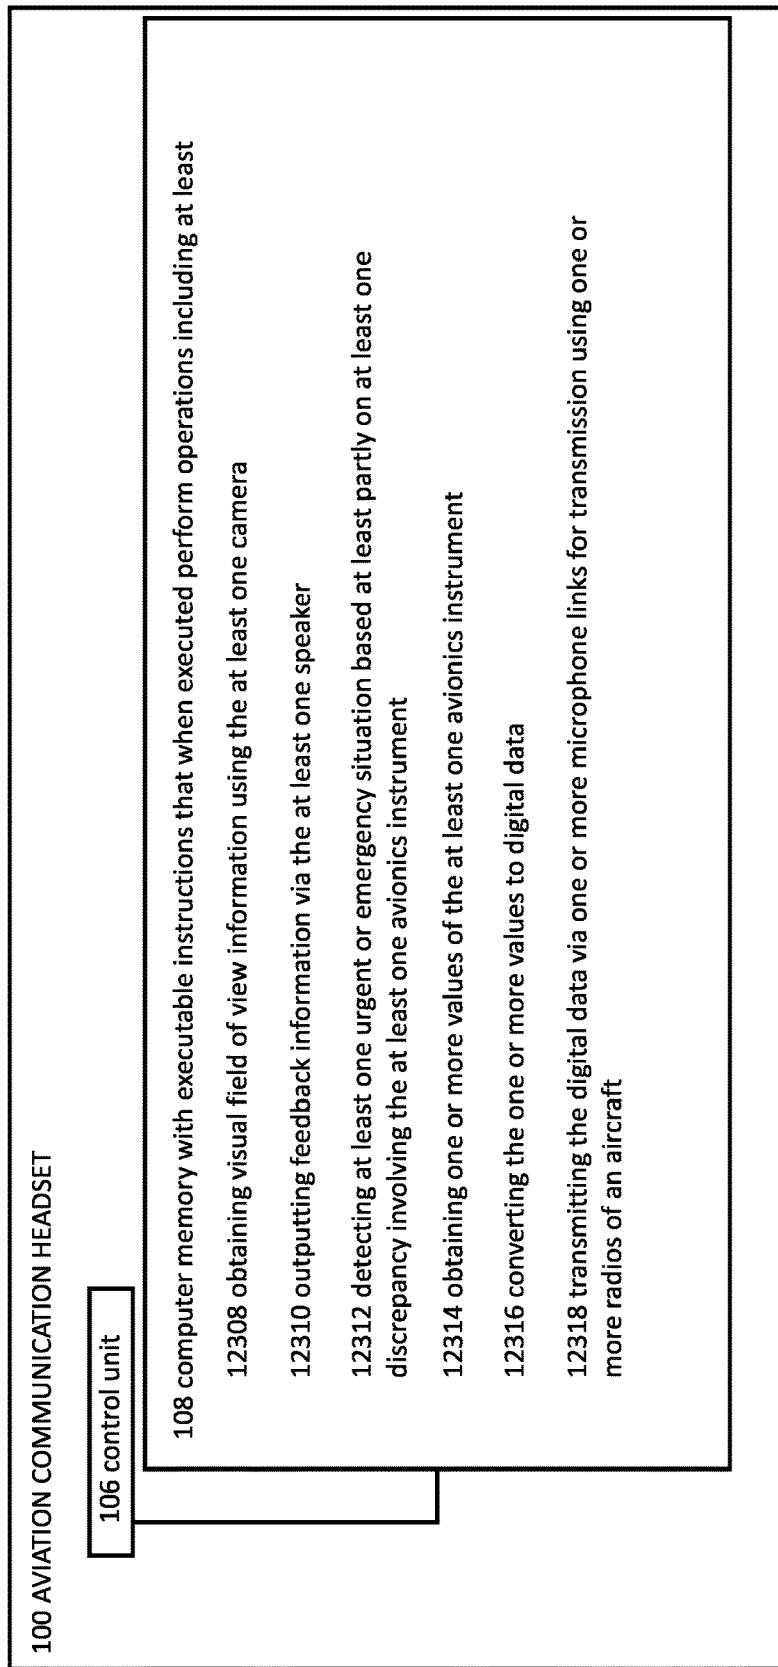 100 AVIATION COMMUNICATION HEADSET
106 control unit
108 computer memory with executable instructions that when executed perform operations including at least
12308 obtaining visual field of view information using the at least one camera
12310 outputting feedback information via the at least one speaker
12312 detecting at least one urgent or emergency situation based at least partly on at least one
discrepancy involving the at least one avionics instrument
12314 obtaining one or more values of the at least one avionics instrument
12316 converting the one or more values to digital data
12318 transmitting the digital data via one or more microphone links for transmission using one or
more radios of an aircraft